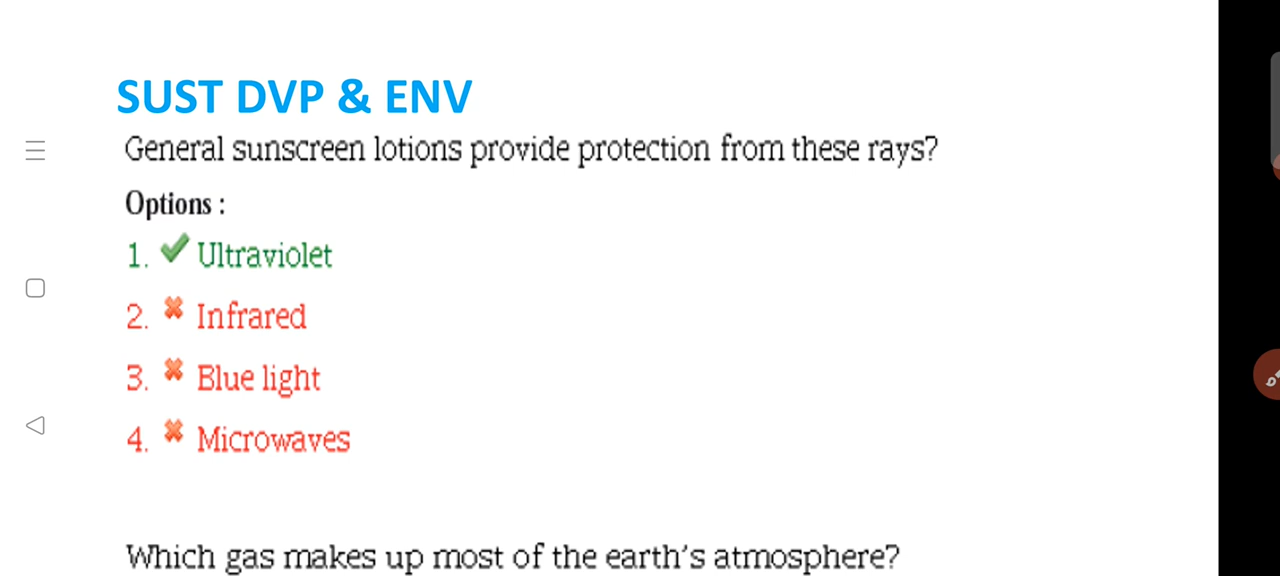 SUST DVP & ENV
General sunscreen lotions provide protection from these rays?
Options :
1. Ultraviolet
2. Infrared
3. Blue light
4. Microwaves
Which gas makes up most of the earth's atmosphere?